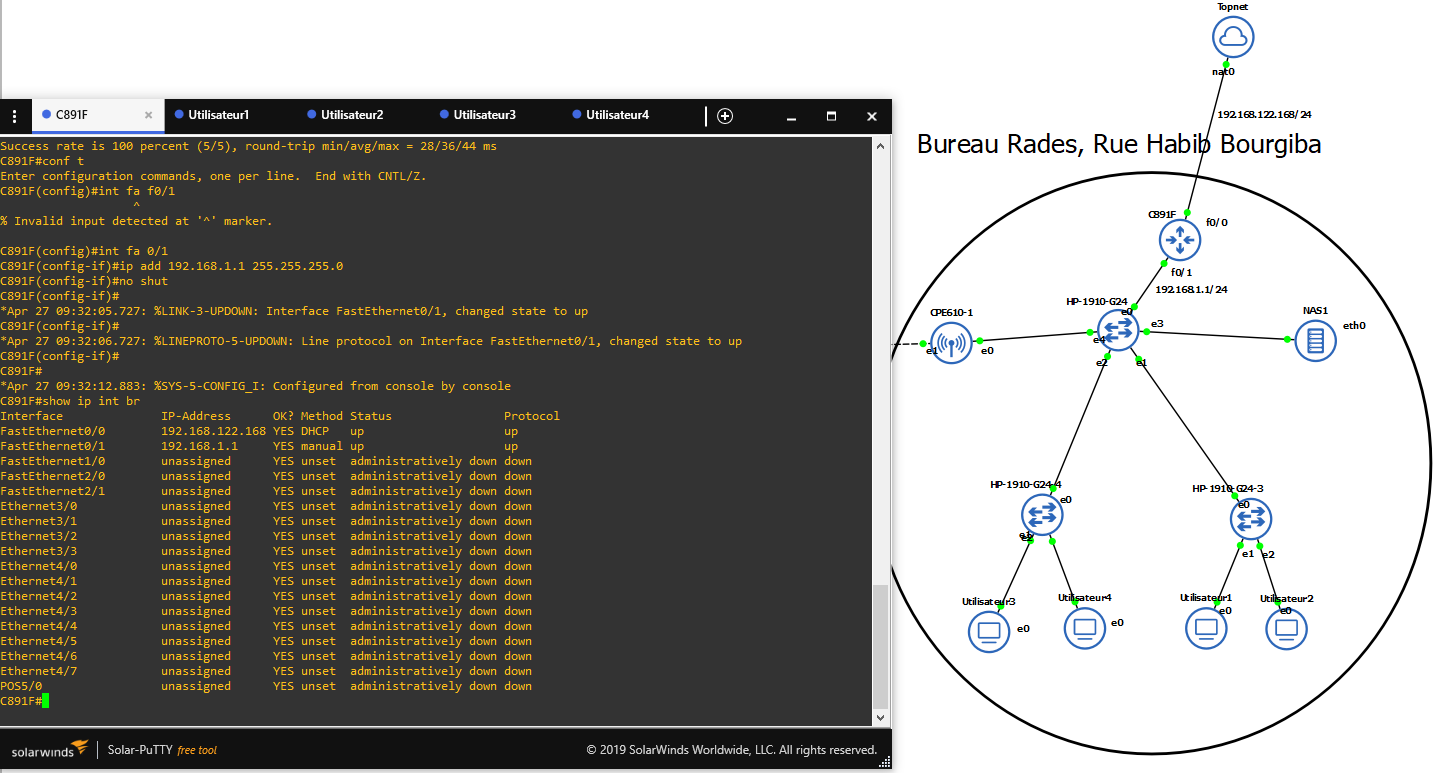 C891F
Utilisateur1
Utilisateur2
Utilisateur3
Utilisateur4
Success rate is 100 percent (5/5), round-trip min/avg/max = 28/36/44 ms
C891F#conf t
Enter configuration commands, one per line.  End with CNTL/Z.
C891F(config)#int fa f0/1
^
% Invalid input detected at '^' marker.
C891F(config)#int fa 0/1
C891F(config-if)#ip add 192.168.1.1 255.255.255.0
C891F(config-if)#no shut
C891F(config-if)#
*Apr 27 09:32:05.727: %LINK-3-UPDOWN: Interface FastEthernet0/1, changed state to up
C891F(config-if)#
*Apr 27 09:32:06.727: %LINEPROTO-5-UPDOWN: Line protocol on Interface FastEthernet0/1, changed state to up
C891F(config-if)#
C891F#
*Apr 27 09:32:12.883: %SYS-5-CONFIG_I: Configured from console by console
C891F#show ip int br
Interface IP-Address OK? Method Status Protocol
FastEthernet0/0 192.168.122.168 YES DHCP up up
FastEthernet0/1 192.168.1.1 YES manual up up
FastEthernet1/0 unassigned YES unset administratively down down
FastEthernet2/0 unassigned YES unset administratively down down
FastEthernet2/1 unassigned YES unset administratively down down
Ethernet3/0 unassigned YES unset administratively down down
Ethernet3/1 unassigned YES unset administratively down down
Ethernet3/2 unassigned YES unset administratively down down
Ethernet3/3 unassigned YES unset administratively down down
Ethernet4/0 unassigned YES unset administratively down down
Ethernet4/1 unassigned YES unset administratively down down
Ethernet4/2 unassigned YES unset administratively down down
Ethernet4/3 unassigned YES unset administratively down down
Ethernet4/4 unassigned YES unset administratively down down
Ethernet4/5 unassigned YES unset administratively down down
Ethernet4/6 unassigned YES unset administratively down down
Ethernet4/7 unassigned YES unset administratively down down
POS5/0 unassigned YES unset administratively down down
C891F#
solarwinds
Solar-PuTTY free tool
© 2019 SolarWinds Worldwide, LLC. All rights reserved.
Topnet
nat0
192.168.122.168/24
Bureau Rades, Rue Habib Bourgiba
C891F
f0/0
f0/1
192.168.1.1/24
HP-1910-G24
e0
e3
e4
e2
e1
CPE610-1
e1
e0
NAS1
eth0
HP-1910-G24-4
e0
e1
e2
HP-1910-G24-3
e0
e1
e2
Utilisateur3
e0
Utilisateur4
e0
Utilisateur1
e0
Utilisateur2
e0